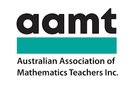 aamt
Australian Association of
Mathematics Teachers Inc.